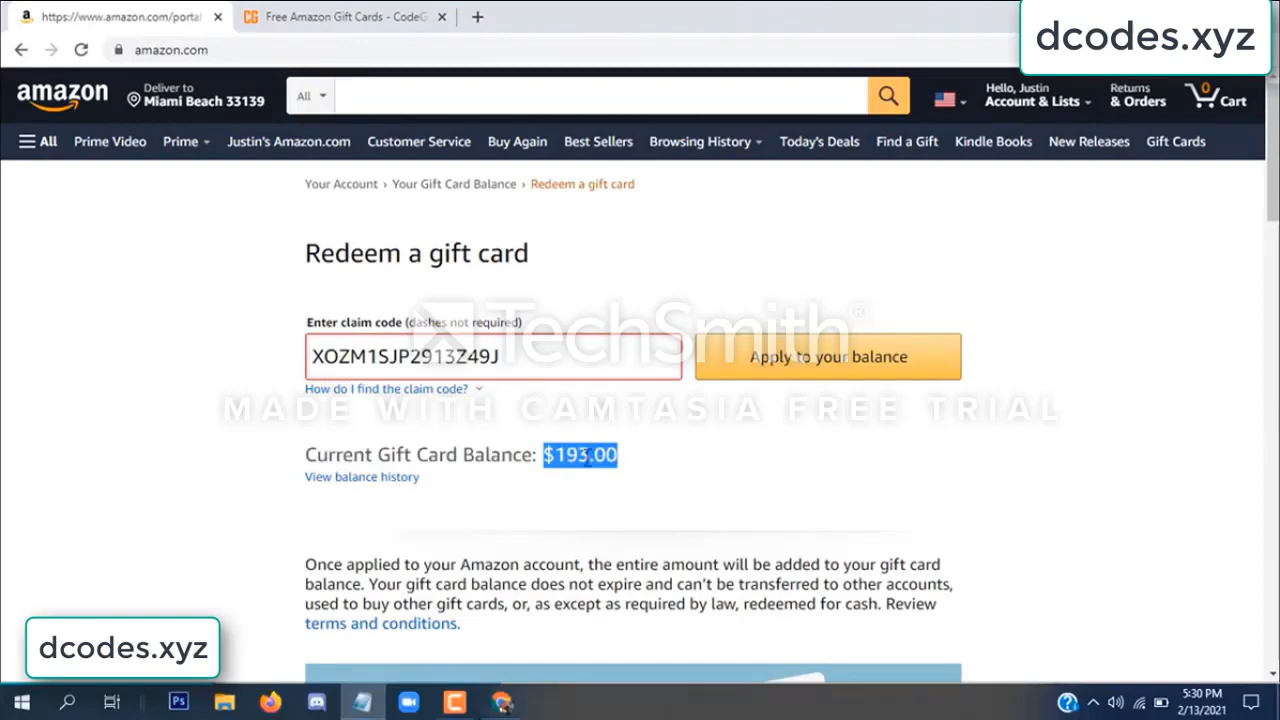 https://www.amazon.com/portal
Free Amazon Gift Cards - CodeG
dcodes.xyz
amazon.com
amazon
Deliver to
Miami Beach 33139
All
Hello, Justin
Account & Lists
Returns
& Orders
0
Cart
All
Prime Video
Prime
Justin's Amazon.com
Customer Service
Buy Again
Best Sellers
Browsing History
Today's Deals
Find a Gift
Kindle Books
New Releases
Gift Cards
Your Account › Your Gift Card Balance › Redeem a gift card
Redeem a gift card
Enter claim code (dashes not required)
XOZM1SJP2913Z49J
Apply to your balance
How do I find the claim code?
TechSmith®
MADE WITH CAMTASIA FREE TRIAL
Current Gift Card Balance: $193.00
View balance history
Once applied to your Amazon account, the entire amount will be added to your gift card
balance. Your gift card balance does not expire and can't be transferred to other accounts,
used to buy other gift cards, or, as except as required by law, redeemed for cash. Review
terms and conditions.
dcodes.xyz
Ps
5:30 PM
2/13/2021